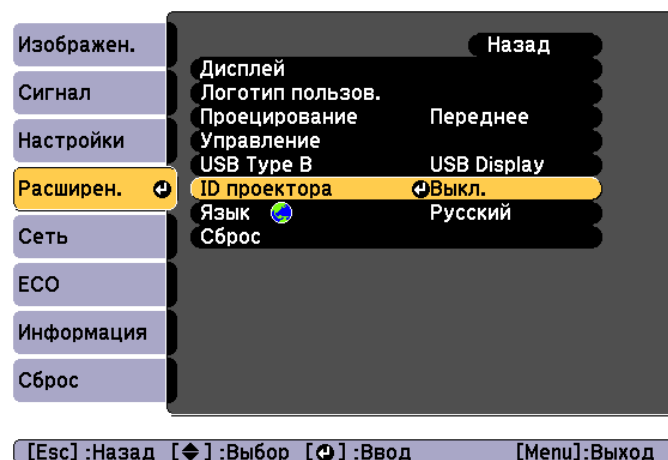 Изображен.
Сигнал
Настройки
Расширен.
Сеть
ECO
Информация
Сброс
Назад
Дисплей
Логотип пользов.
Проецирование Переднее
Управление
USB Type B USB Display
ID проектора Выкл.
Язык Русский
Сброс
[Esc] :Назад [ ] :Выбор [ ] :Ввод [Menu]:Выход